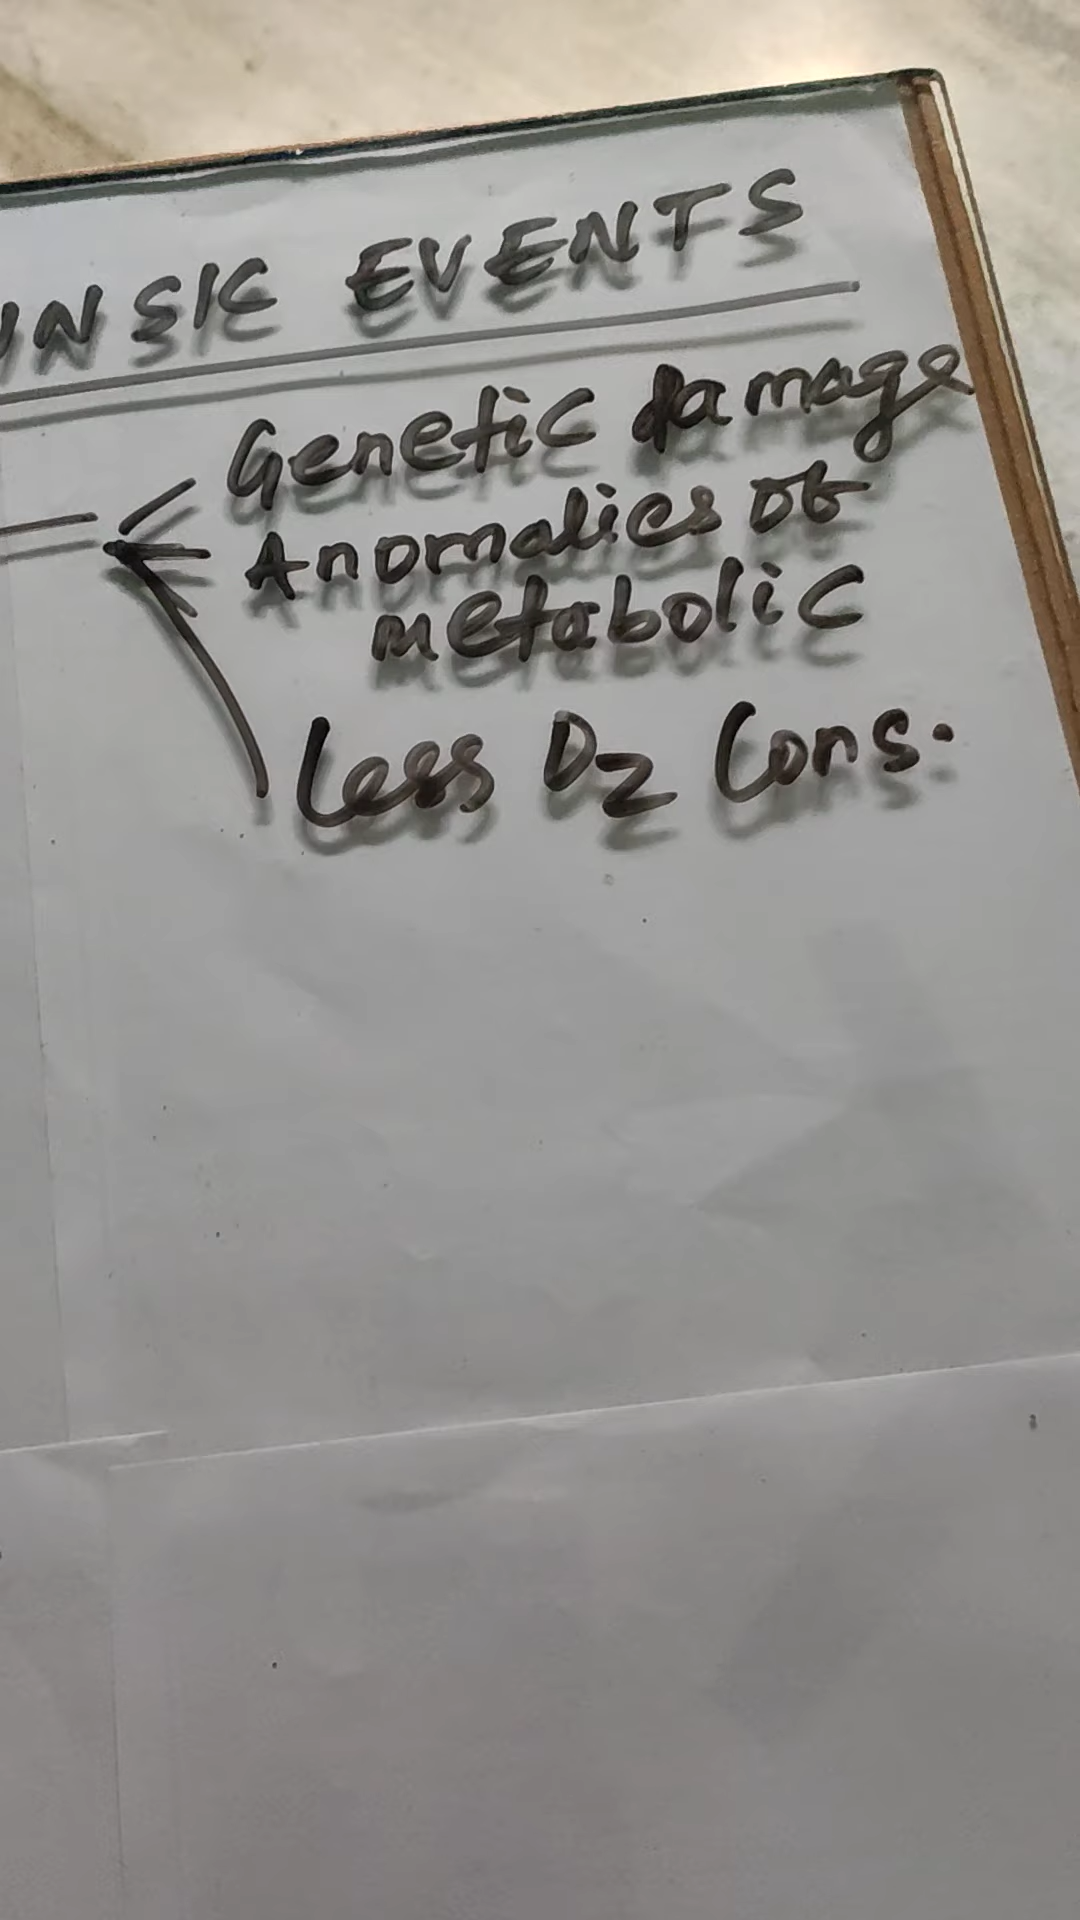 INSIC EVENTS
Genetic damage
Anomalies of
metabolic
Less O2 Cons.